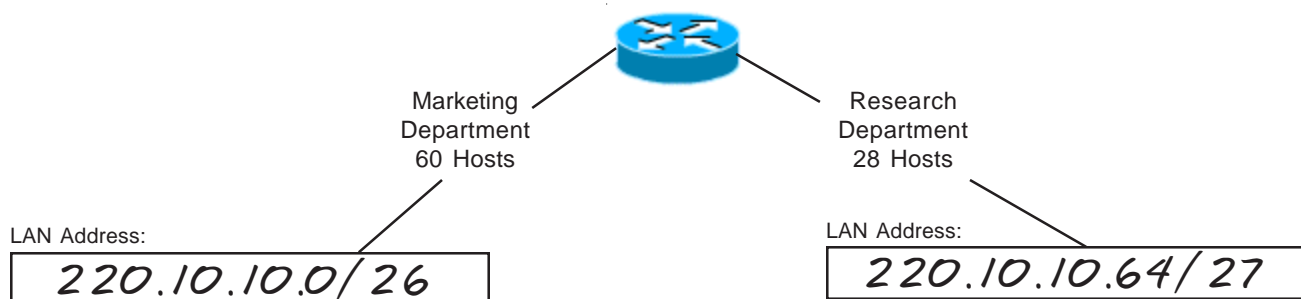 Marketing
Department
60 Hosts
Research
Department
28 Hosts
LAN Address:
220.10.10.0/26
LAN Address:
220.10.10.64/27